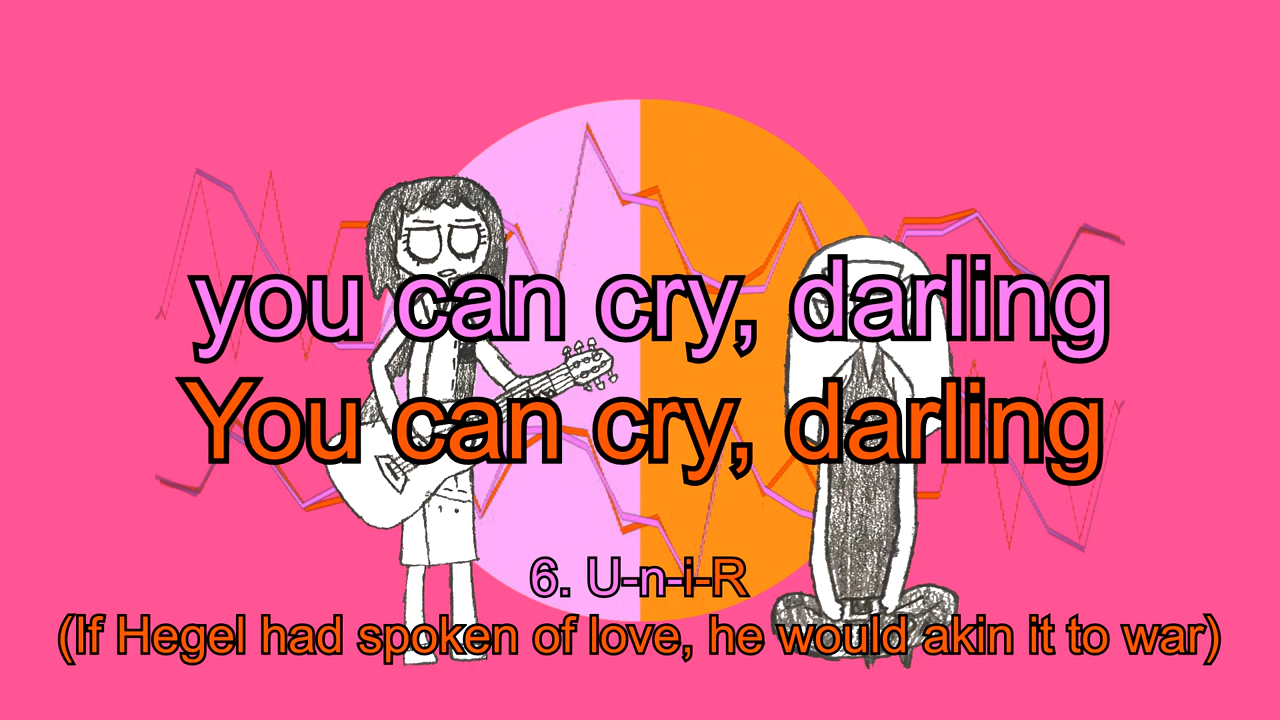 you can cry, darling
You can cry, darling
6. U-n-i-R
(If Hegel had spoken of love, he would akin it to war)